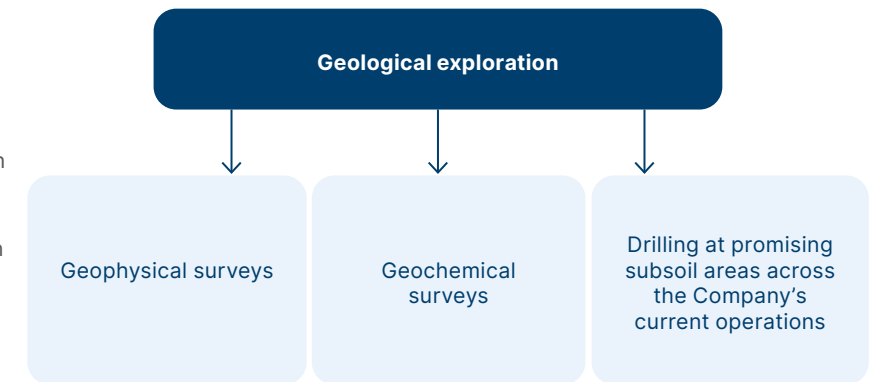 Geological exploration
Geophysical surveys
Geochemical
surveys
Drilling at promising
subsoil areas across
the Company’s
current operations